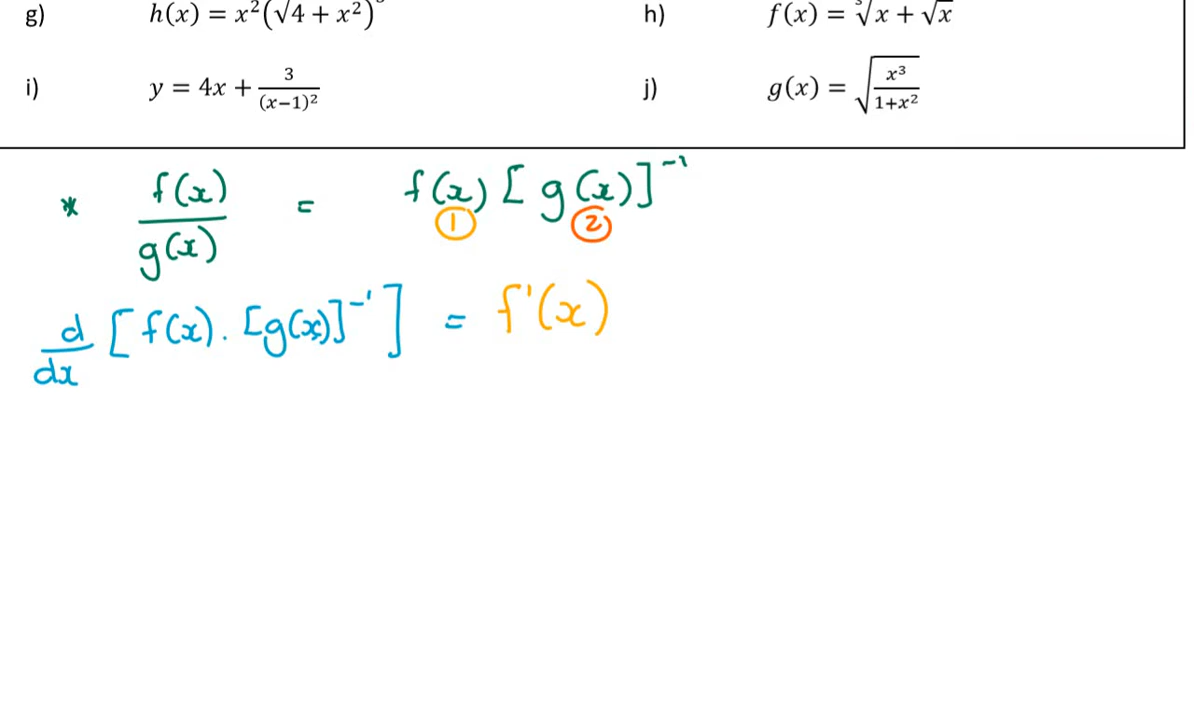 g) h(x) = x²(√4 + x²) h) f(x) = ∛x + √x
i) y = 4x + 3/(x−1)² j) g(x) = √(x³/(1+x²))
* f(x)/g(x) = f(x) [g(x)]⁻¹
① ②
d/dx [f(x). [g(x)]⁻¹] = f'(x)